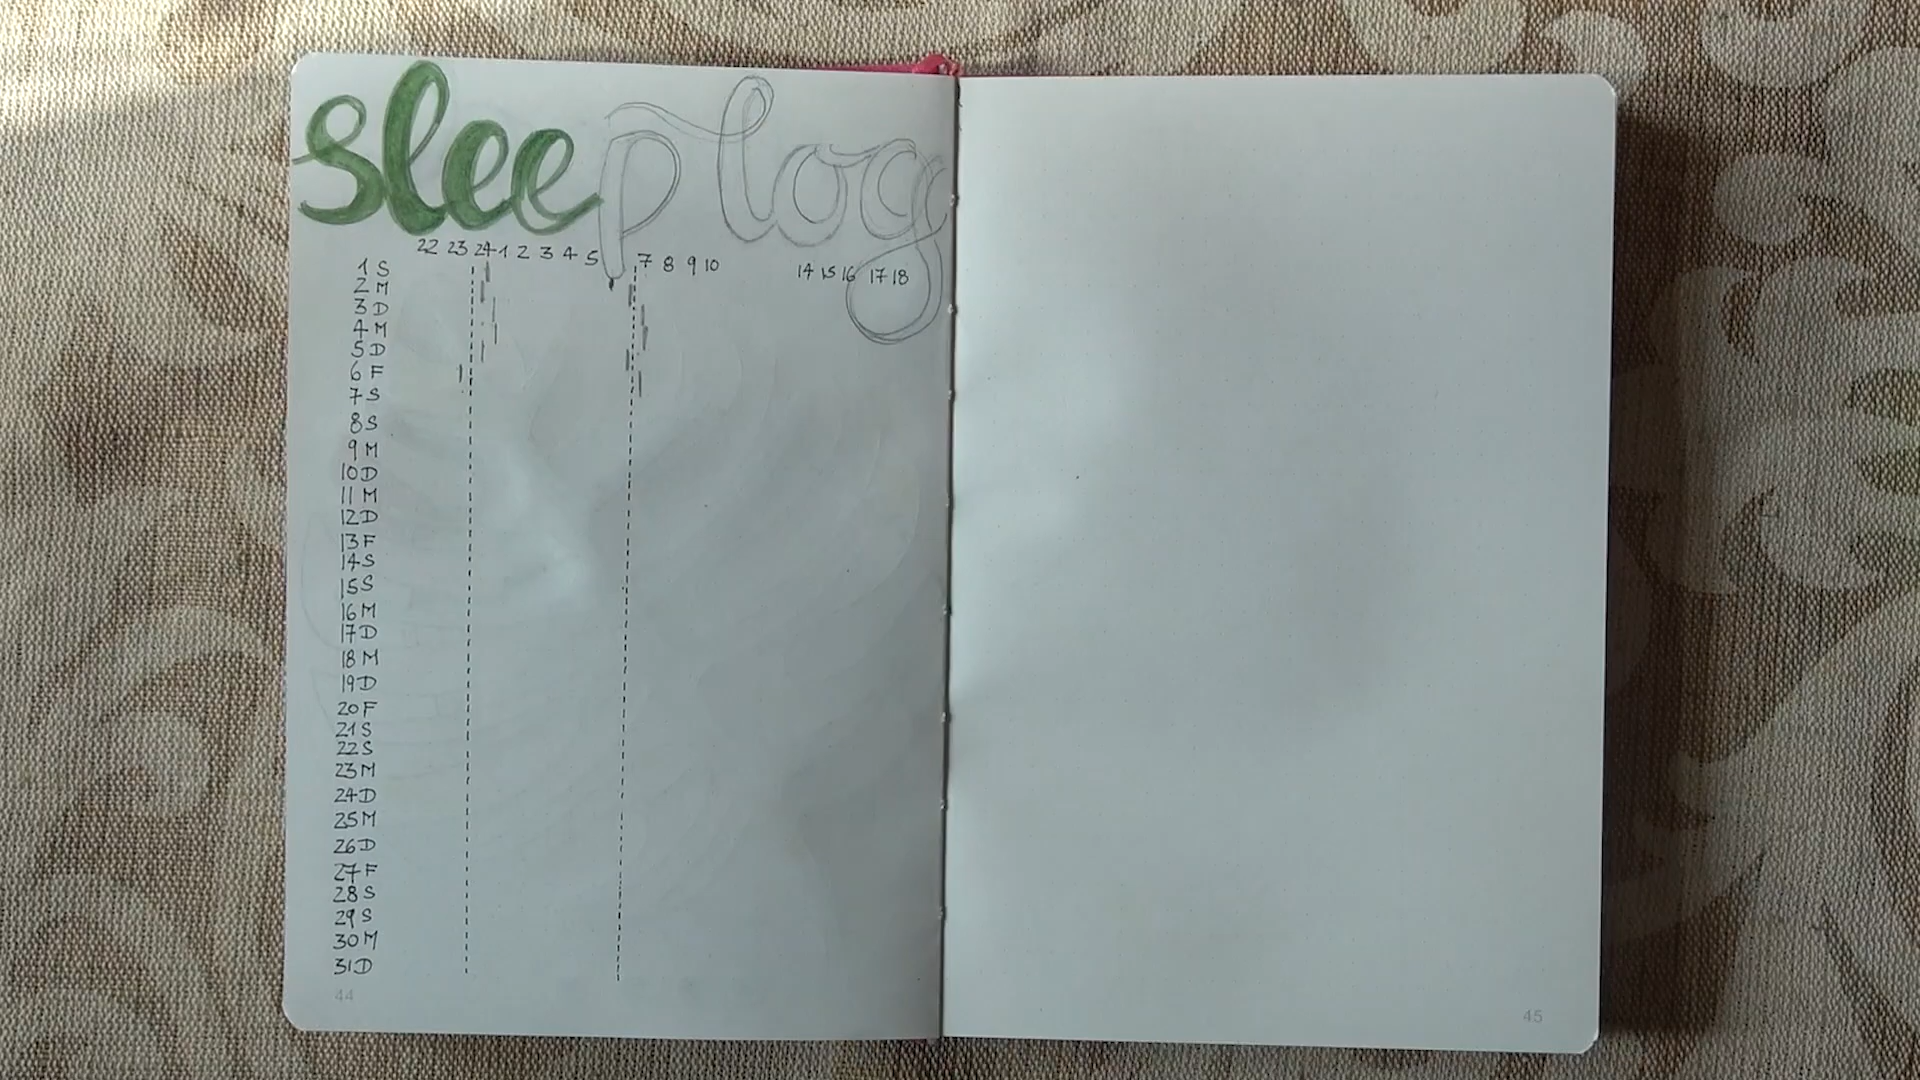 sleep log
22 23 24 1 2 3 4 5 7 8 9 10 14 15 16 17 18
1 S
2 M
3 D
4 M
5 D
6 F
7 S
8 S
9 M
10 D
11 M
12 D
13 F
14 S
15 S
16 M
17 D
18 M
19 D
20 F
21 S
22 S
23 M
24 D
25 M
26 D
27 F
28 S
29 S
30 M
31 D
44
45